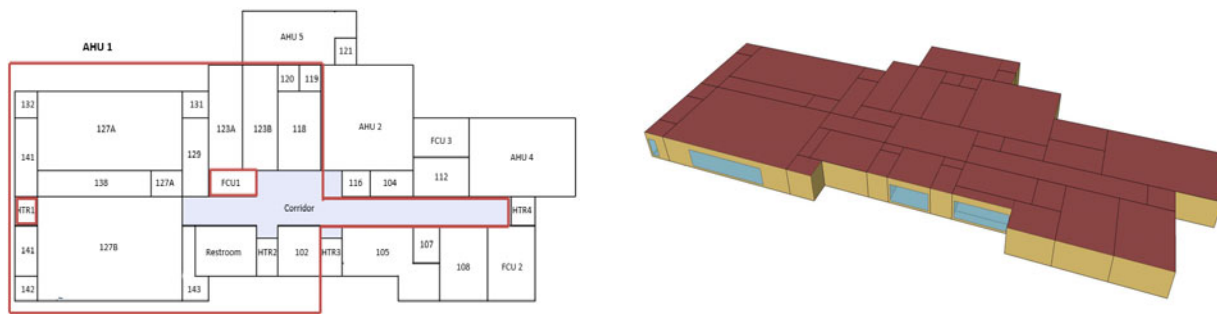 AHU 5
AHU 1
121
120 119
132 131
127A 123A 123B 118 AHU 2
FCU 3
141 129
AHU 4
138 127A FCU1 116 104 112
HTR1 Corridor HTR4
141 127B Restroom HTR2 102 HTR3 105 107
108 FCU 2
142 143